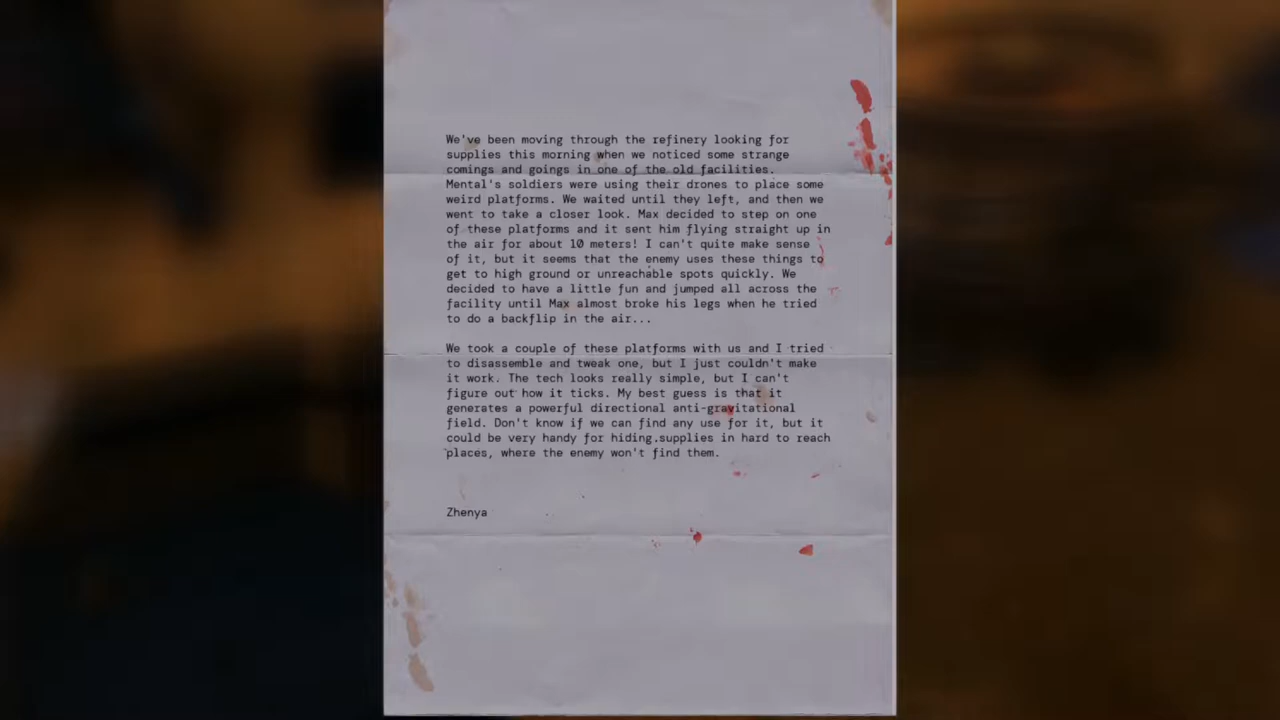 We've been moving through the refinery looking for
supplies this morning when we noticed some strange
comings and goings in one of the old facilities.
Mental's soldiers were using their drones to place some
weird platforms. We waited until they left, and then we
went to take a closer look. Max decided to step on one
of these platforms and it sent him flying straight up in
the air for about 10 meters! I can't quite make sense
of it, but it seems that the enemy uses these things to
get to high ground or unreachable spots quickly. We
decided to have a little fun and jumped all across the
facility until Max almost broke his legs when he tried
to do a backflip in the air...
We took a couple of these platforms with us and I tried
to disassemble and tweak one, but I just couldn't make
it work. The tech looks really simple, but I can't
figure out how it ticks. My best guess is that it
generates a powerful directional anti-gravitational
field. Don't know if we can find any use for it, but it
could be very handy for hiding supplies in hard to reach
places, where the enemy won't find them.
Zhenya